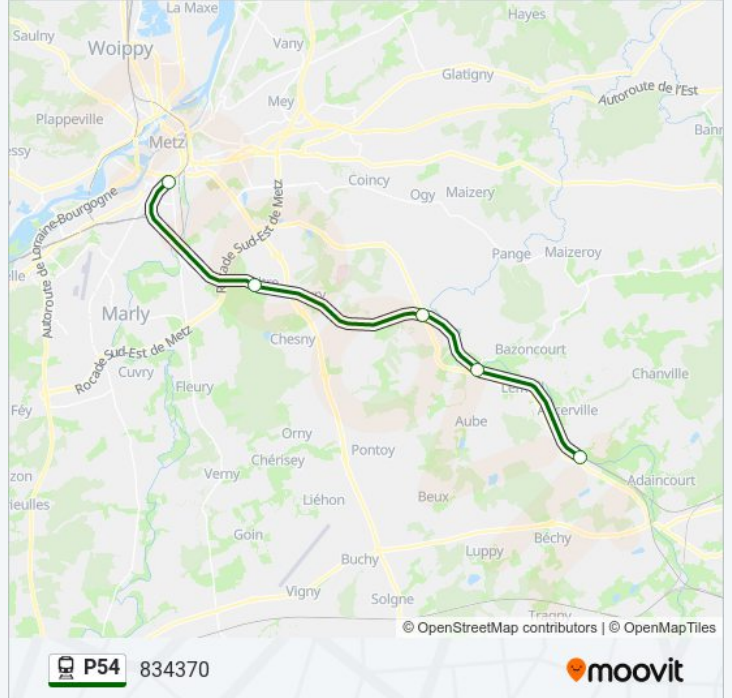 La Maxe
Hayes
Saulny
Woippy
Vany
Glatigny
Autoroute de l'Est
Mey
Plappeville
Bann
Metz
ssy
Coincy
Ogy
Maizery
Autoroute de Lorraine-Bourgogne
Rocade Sud-Est de Metz
Pange
Maizeroy
elle
Marly
Chesny
Bazoncourt
Rocade Sud-Est de Metz
Cuvry
Fleury
Chanville
Féy
Aube
Orny
Pontoy
Chérisey
zon
Verny
Adaincourt
ieulles
Liéhon
Beux
Goin
Béchy
Luppy
Buchy
Vigny
Solgne
Tragny
© OpenStreetMap contributors | © OpenMapTiles
P54 834370
moovit